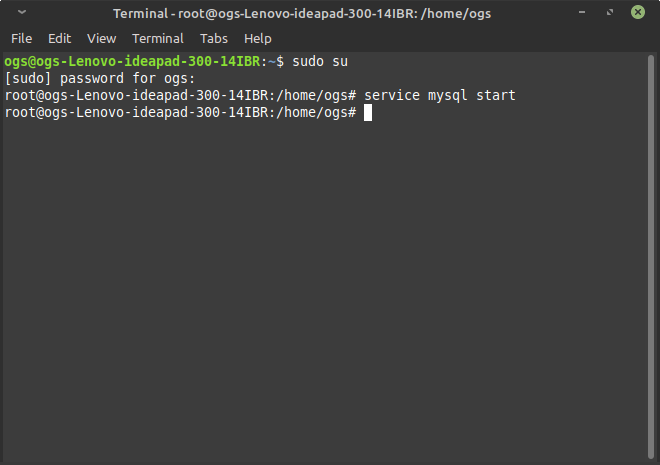 Terminal - root@ogs-Lenovo-ideapad-300-14IBR: /home/ogs
File Edit View Terminal Tabs Help
ogs@ogs-Lenovo-ideapad-300-14IBR:~$ sudo su
[sudo] password for ogs:
root@ogs-Lenovo-ideapad-300-14IBR:/home/ogs# service mysql start
root@ogs-Lenovo-ideapad-300-14IBR:/home/ogs#